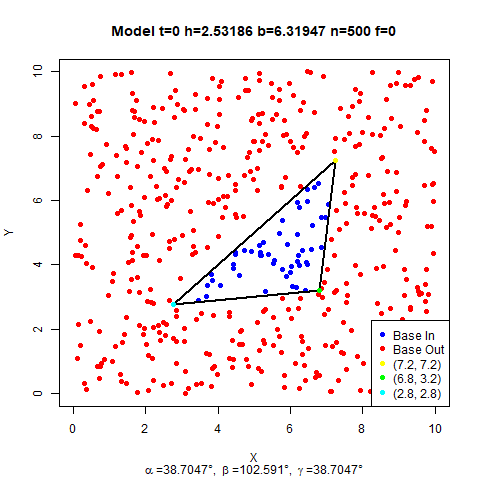 Model t=0 h=2.53186 b=6.31947 n=500 f=0
10
8
6
4
2
0
Y
Base In
Base Out
(7.2, 7.2)
(6.8, 3.2)
(2.8, 2.8)
0 2 4 6 8 10
X
α=38.7047°, β=102.591°, γ=38.7047°